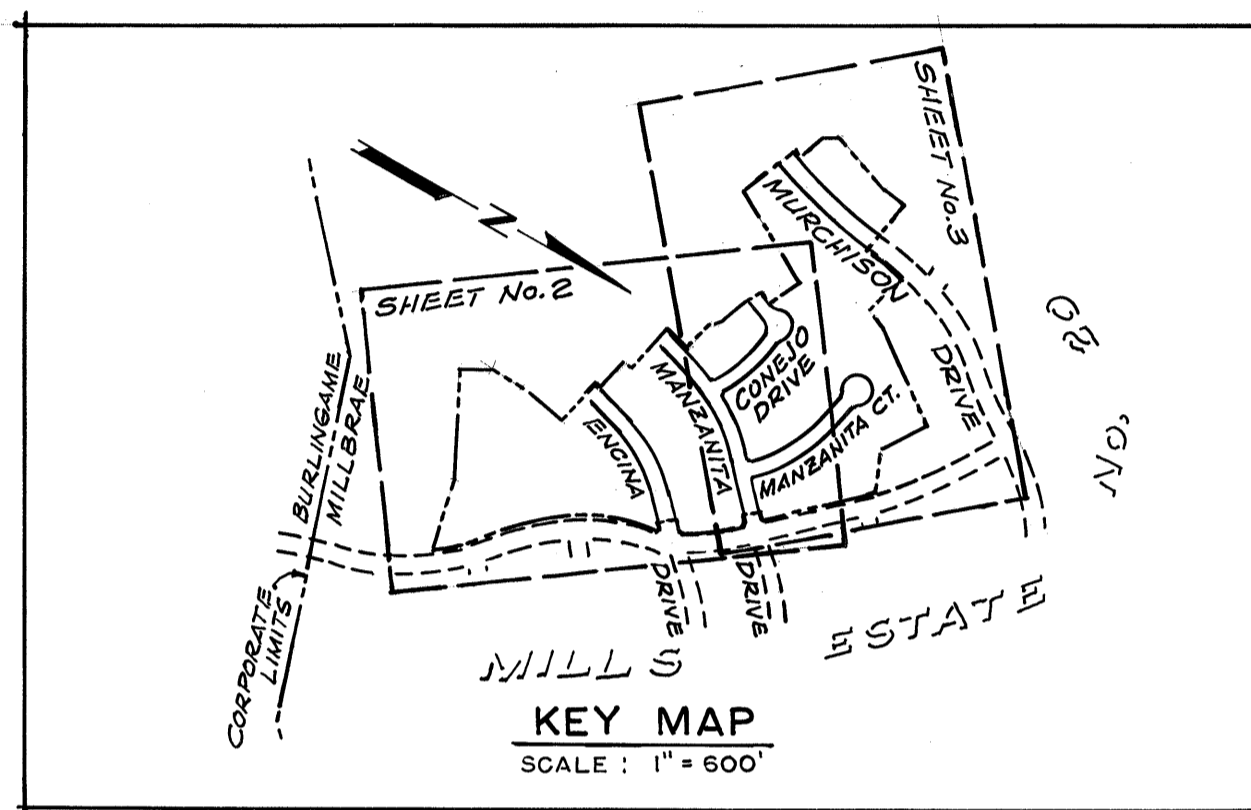 SHEET No. 3
MURCHISON
DRIVE
N
SHEET No. 2
BURLINGAME
MILLBRAE
MANZANITA
CONEJO
DRIVE
ENCINA
MANZANITA CT.
NO.
CORPORATE
LIMITS
DRIVE
DRIVE
MILLS ESTATE
KEY MAP
SCALE : 1" = 600'